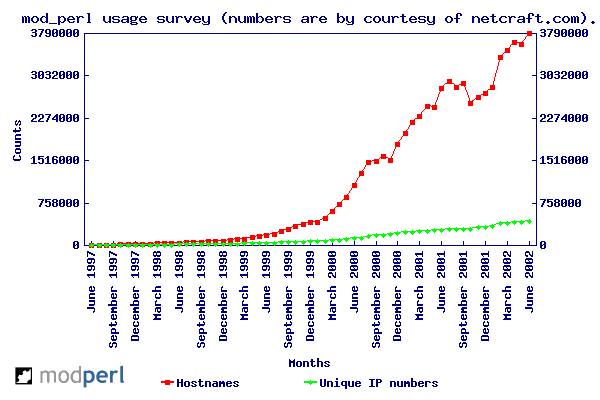 mod_perl usage survey (numbers are by courtesy of netcraft.com).
3790000
3032000
2274000
1516000
758000
0
Counts
3790000
3032000
2274000
1516000
758000
0
June 1997
September 1997
December 1997
March 1998
June 1998
September 1998
December 1998
March 1999
June 1999
September 1999
December 1999
March 2000
June 2000
September 2000
December 2000
March 2001
June 2001
September 2001
December 2001
March 2002
June 2002
Months
modperl
Hostnames
Unique IP numbers